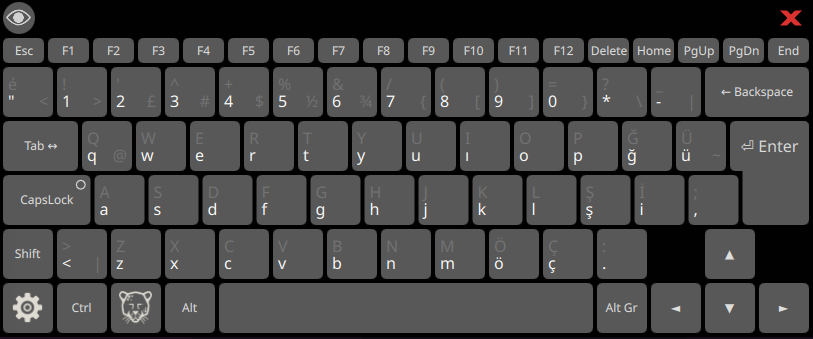 Esc F1 F2 F3 F4 F5 F6 F7 F8 F9 F10 F11 F12 Delete Home PgUp PgDn End
é ! ' ^ + % & / ( ) = ? _
" < 1 > 2 £ 3 # 4 $ 5 ½ 6 ¾ 7 { 8 [ 9 ] 0 } * \ - | ← Backspace
Q W E R T Y U I O P Ğ Ü
Tab ↔ q @ w e r t y u ı o p ğ ü ~ ⏎ Enter
A S D F G H J K L Ş İ ;
CapsLock a s d f g h j k l ş i ,
> Z X C V B N M Ö Ç :
Shift < | z x c v b n m ö ç . ▲
Ctrl Alt Alt Gr ◄ ▼ ►